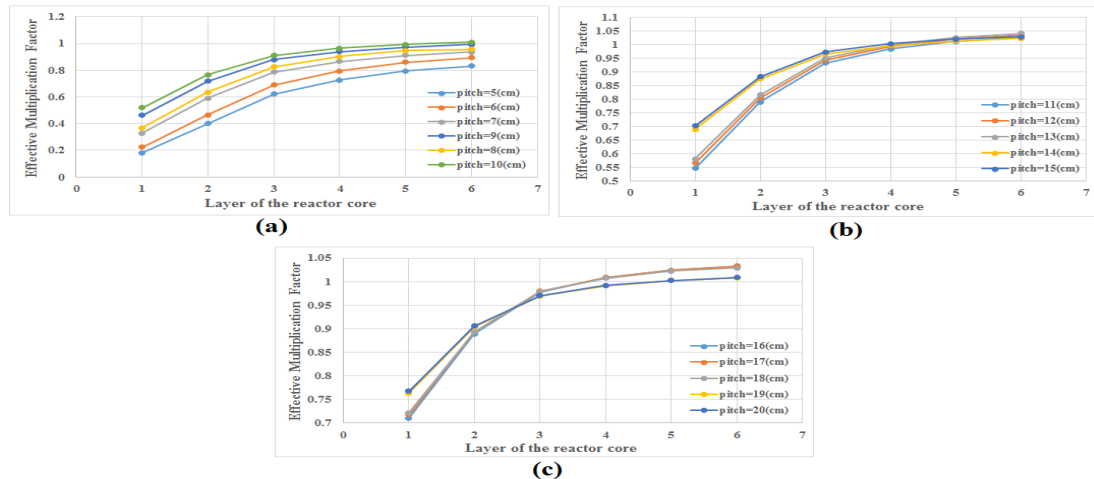 (a)
Effective Multiplication Factor
1.2
1
0.8
0.6
0.4
0.2
0
0 1 2 3 4 5 6 7
Layer of the reactor core
pitch=5(cm)
pitch=6(cm)
pitch=7(cm)
pitch=9(cm)
pitch=8(cm)
pitch=10(cm)
(a)
(b)
Effective Multiplication Factor
1.1
1.05
1
0.95
0.9
0.85
0.8
0.75
0.7
0.65
0.6
0.55
0.5
0 1 2 3 4 5 6 7
Layer of the reactor core
pitch=11(cm)
pitch=12(cm)
pitch=13(cm)
pitch=14(cm)
pitch=15(cm)
(b)
Effective Multiplication Factor
1.05
1
0.95
0.9
0.85
0.8
0.75
0.7
0 1 2 3 4 5 6 7
Layer of the reactor core
pitch=16(cm)
pitch=17(cm)
pitch=18(cm)
pitch=19(cm)
pitch=20(cm)
(c)